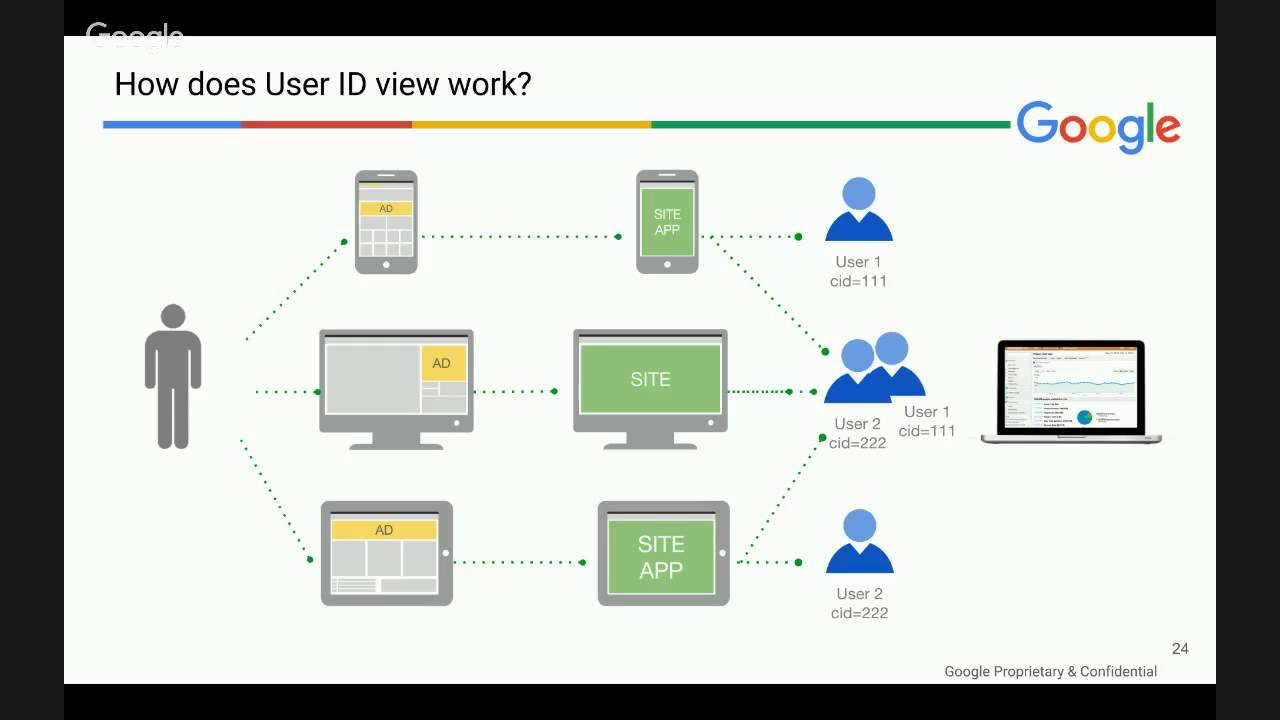 Google
How does User ID view work?
Google
AD
SITE
APP
User 1
cid=111
AD
SITE
User 2
cid=222
User 1
cid=111
AD
SITE
APP
User 2
cid=222
24
Google Proprietary & Confidential